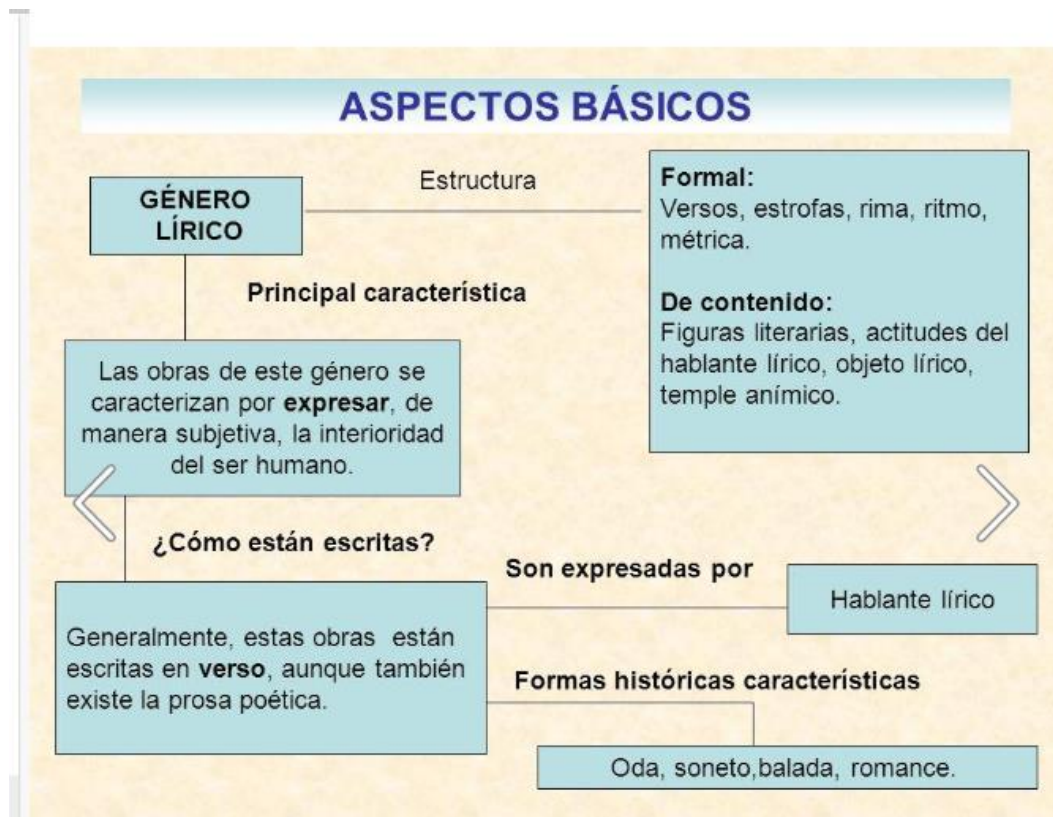 ASPECTOS BÁSICOS
GÉNERO
LÍRICO
Estructura
Formal:
Versos, estrofas, rima, ritmo,
métrica.
De contenido:
Figuras literarias, actitudes del
hablante lírico, objeto lírico,
temple anímico.
Principal característica
Las obras de este género se
caracterizan por expresar, de
manera subjetiva, la interioridad
del ser humano.
¿Cómo están escritas?
Generalmente, estas obras están
escritas en verso, aunque también
existe la prosa poética.
Son expresadas por
Hablante lírico
Formas históricas características
Oda, soneto,balada, romance.